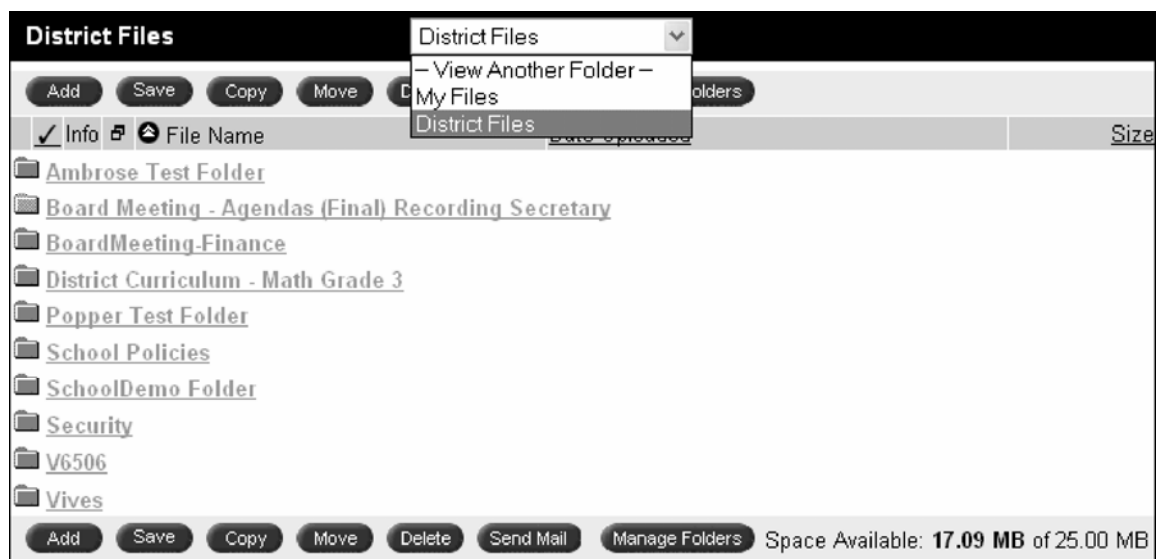 District Files District Files
– View Another Folder –
Add Save Copy Move My Files
Info File Name District Files Size
Ambrose Test Folder
Board Meeting - Agendas (Final) Recording Secretary
BoardMeeting-Finance
District Curriculum - Math Grade 3
Popper Test Folder
School Policies
SchoolDemo Folder
Security
V6506
Vives
Add Save Copy Move Delete Send Mail Manage Folders Space Available: 17.09 MB of 25.00 MB